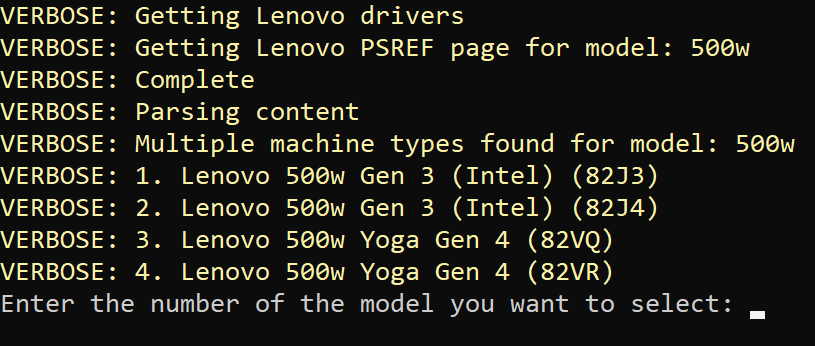 VERBOSE: Getting Lenovo drivers
VERBOSE: Getting Lenovo PSREF page for model: 500w
VERBOSE: Complete
VERBOSE: Parsing content
VERBOSE: Multiple machine types found for model: 500w
VERBOSE: 1. Lenovo 500w Gen 3 (Intel) (82J3)
VERBOSE: 2. Lenovo 500w Gen 3 (Intel) (82J4)
VERBOSE: 3. Lenovo 500w Yoga Gen 4 (82VQ)
VERBOSE: 4. Lenovo 500w Yoga Gen 4 (82VR)
Enter the number of the model you want to select: